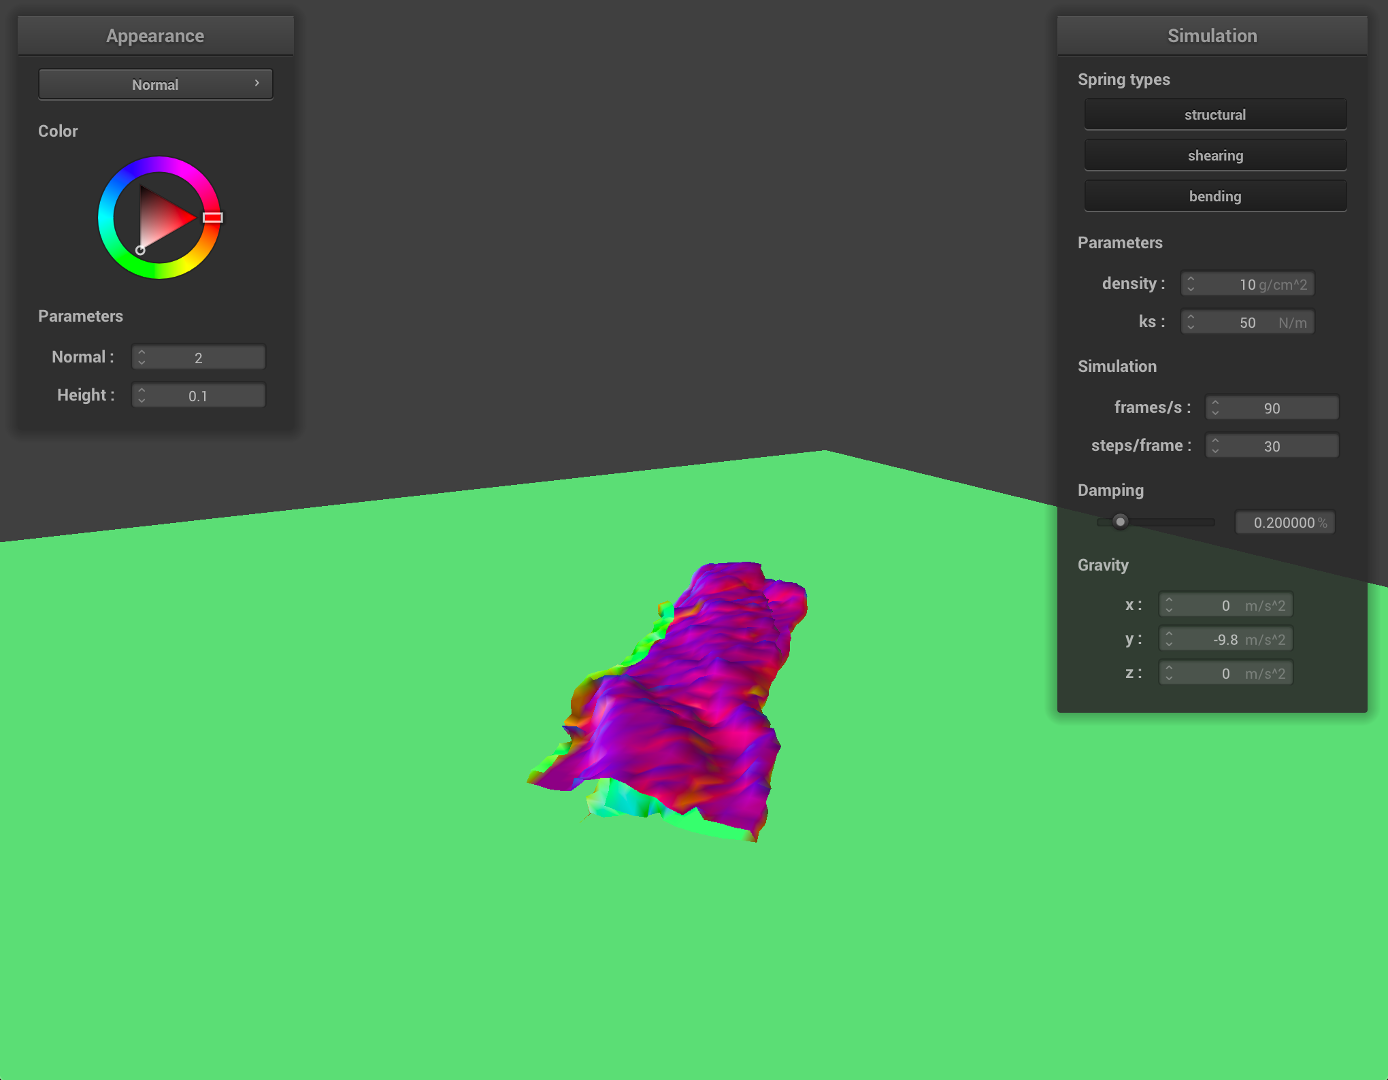 Appearance
Normal
Color
Parameters
Normal :
2
Height :
0.1
Simulation
Spring types
structural
shearing
bending
Parameters
density :
10 g/cm^2
ks :
50 N/m
Simulation
frames/s :
90
steps/frame :
30
Damping
0.200000 %
Gravity
x :
0 m/s^2
y :
-9.8 m/s^2
z :
0 m/s^2